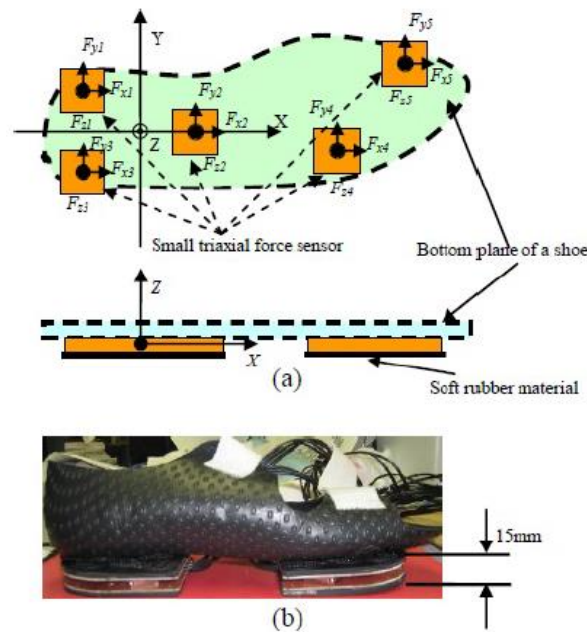 Fy5
Fy1
Y
Fx5
Fy2
Fx1
Fz5
Fy4
Fz1
Fx2
X
Fy3
Z
Fz2
Fx4
Fx3
Fz3
Fz4
Small triaxial force sensor
Bottom plane of a shoe
Z
X
(a)
Soft rubber material
15mm
(b)